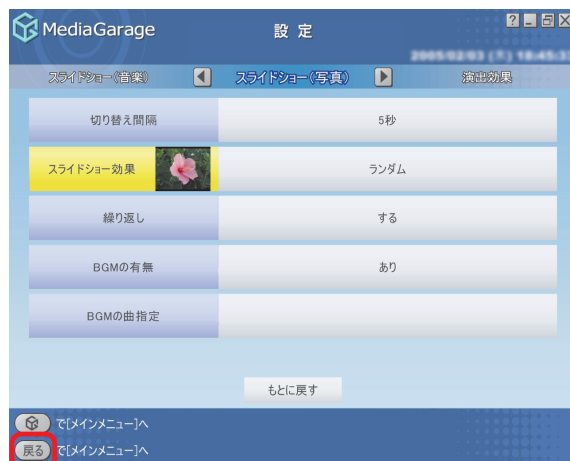 MediaGarage
設定
スライドショー(音楽) スライドショー(写真) 演出効果
切り替え間隔 5秒
スライドショー効果 ランダム
繰り返し する
BGMの有無 あり
BGMの曲指定
もとに戻す
で[メインメニュー]へ
戻る で[メインメニュー]へ